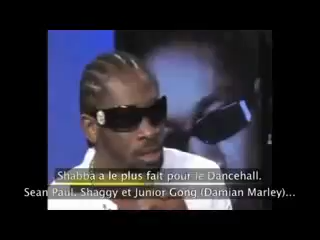 Shabba a le plus fait pour le Dancehall.
Sean Paul, Shaggy et Junior Gong (Damian Marley)...